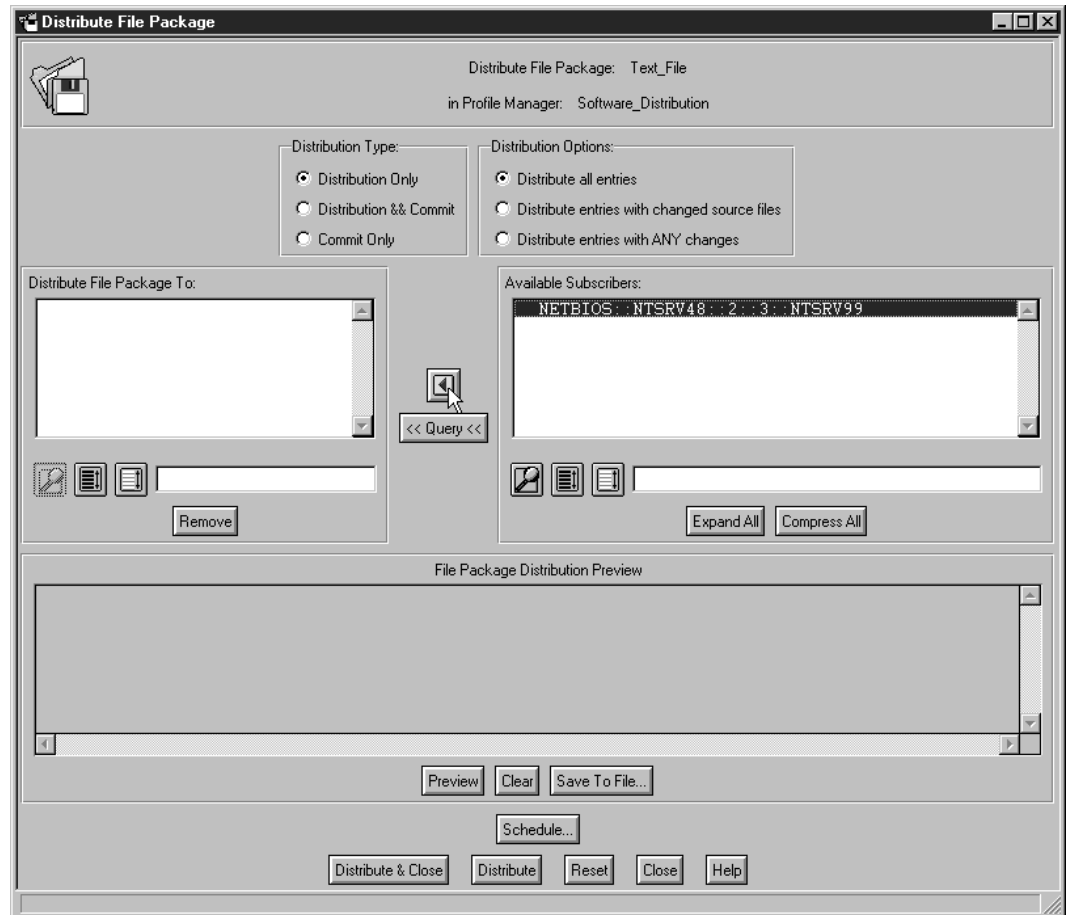 Distribute File Package
Distribute File Package: Text_File
in Profile Manager: Software_Distribution
Distribution Type:
Distribution Only
Distribution && Commit
Commit Only
Distribution Options:
Distribute all entries
Distribute entries with changed source files
Distribute entries with ANY changes
Distribute File Package To:
Remove
<< Query <<
Available Subscribers:
NETBIOS::NTSRV48::2::3::NTSRV99
Expand All Compress All
File Package Distribution Preview
Preview Clear Save To File...
Schedule...
Distribute & Close Distribute Reset Close Help